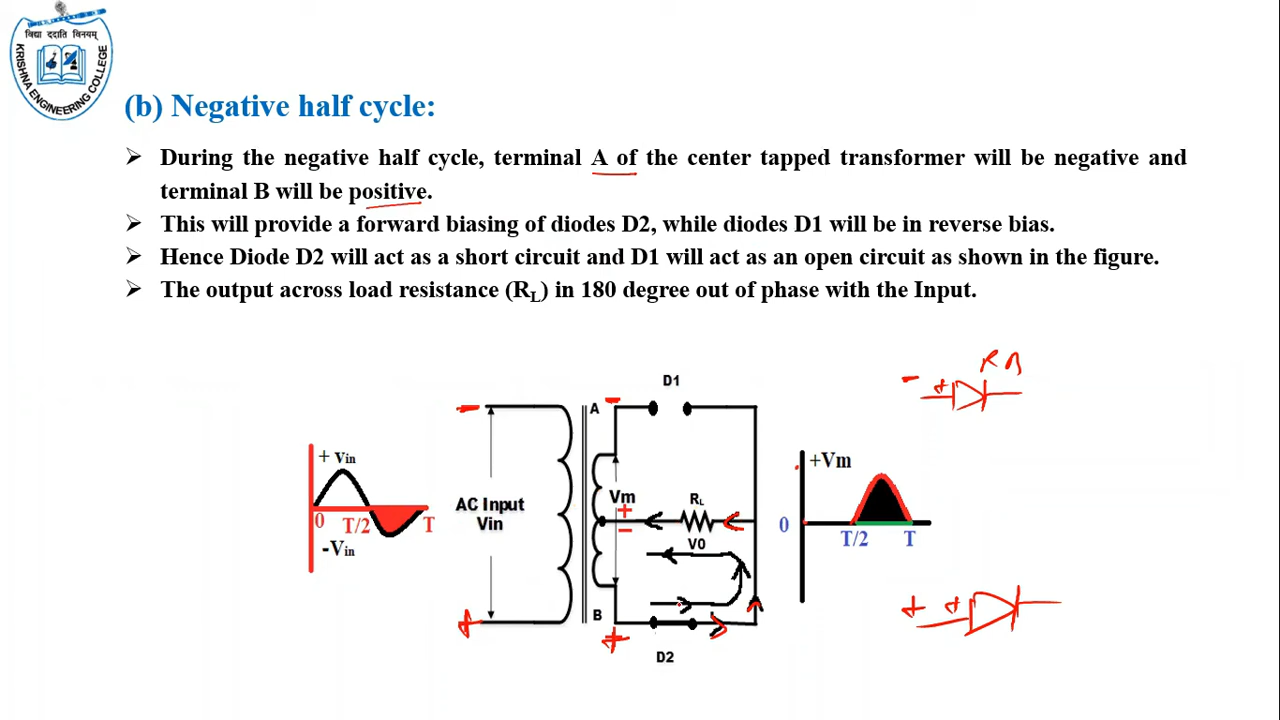 विद्या ददाति विनयम्
KRISHNA ENGINEERING COLLEGE
(b) Negative half cycle:
➢ During the negative half cycle, terminal A of the center tapped transformer will be negative and
terminal B will be positive.
➢ This will provide a forward biasing of diodes D2, while diodes D1 will be in reverse bias.
➢ Hence Diode D2 will act as a short circuit and D1 will act as an open circuit as shown in the figure.
➢ The output across load resistance (RL) in 180 degree out of phase with the Input.
+ Vin
0 T/2 T
-Vin
- 
AC Input
Vin
+
A -
D1
Vm
+
-
RL
V0
B
+
D2
+Vm
0
T/2 T
- + RB
+ +